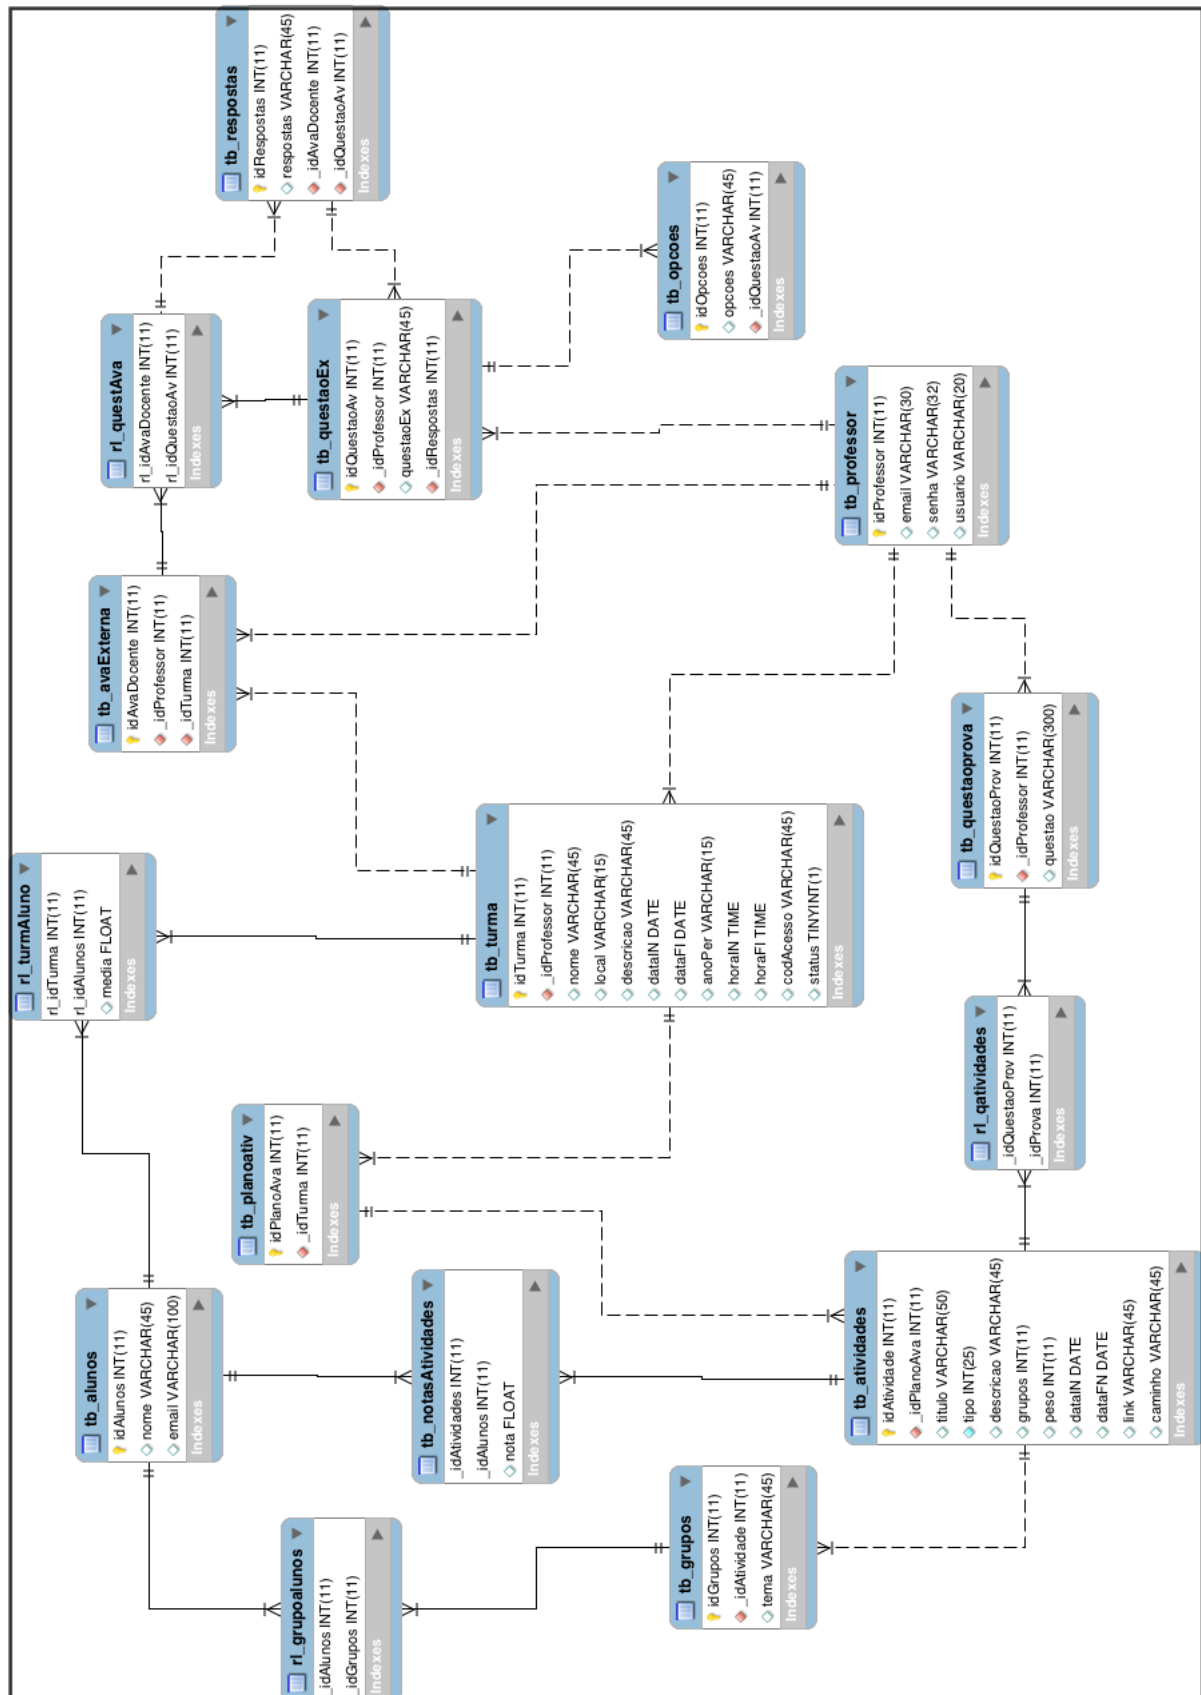 rl_grupoalunos
_idAlunos INT(11)
_idGrupos INT(11)
Indexes
tb_alunos
idAlunos INT(11)
nome VARCHAR(45)
email VARCHAR(100)
Indexes
rl_turmAluno
rl_idTurma INT(11)
rl_idAlunos INT(11)
media FLOAT
Indexes
tb_avaExterna
idAvaDocente INT(11)
_idProfessor INT(11)
_idTurma INT(11)
Indexes
rl_questAva
rl_idAvaDocente INT(11)
rl_idQuestaoAv INT(11)
Indexes
tb_respostas
idRespostas INT(11)
respostas VARCHAR(45)
_idAvaDocente INT(11)
_idQuestaoAv INT(11)
Indexes
tb_planoativ
idPlanoAva INT(11)
_idTurma INT(11)
Indexes
tb_questaoEx
idQuestaoAv INT(11)
_idProfessor INT(11)
questaoEx VARCHAR(45)
_idRespostas INT(11)
Indexes
tb_notasAtividades
_idAtividades INT(11)
_idAlunos INT(11)
nota FLOAT
Indexes
tb_turma
idTurma INT(11)
_idProfessor INT(11)
nome VARCHAR(45)
local VARCHAR(15)
descricao VARCHAR(45)
dataIN DATE
dataFI DATE
anoPer VARCHAR(15)
horaIN TIME
horaFI TIME
codAcesso VARCHAR(45)
status TINYINT(1)
Indexes
tb_opcoes
idOpcoes INT(11)
opcoes VARCHAR(45)
_idQuestaoAv INT(11)
Indexes
tb_grupos
idGrupos INT(11)
_idAtividade INT(11)
tema VARCHAR(45)
Indexes
tb_atividades
idAtividade INT(11)
_idPlanoAva INT(11)
titulo VARCHAR(50)
tipo INT(25)
descricao VARCHAR(45)
grupos INT(11)
peso INT(11)
dataIN DATE
dataFN DATE
link VARCHAR(45)
caminho VARCHAR(45)
Indexes
rl_qatividades
_idQuestaoProv INT(11)
_idProva INT(11)
Indexes
tb_questaoprova
idQuestaoProv INT(11)
_idProfessor INT(11)
questao VARCHAR(300)
Indexes
tb_professor
idProfessor INT(11)
email VARCHAR(30)
senha VARCHAR(32)
usuario VARCHAR(20)
Indexes